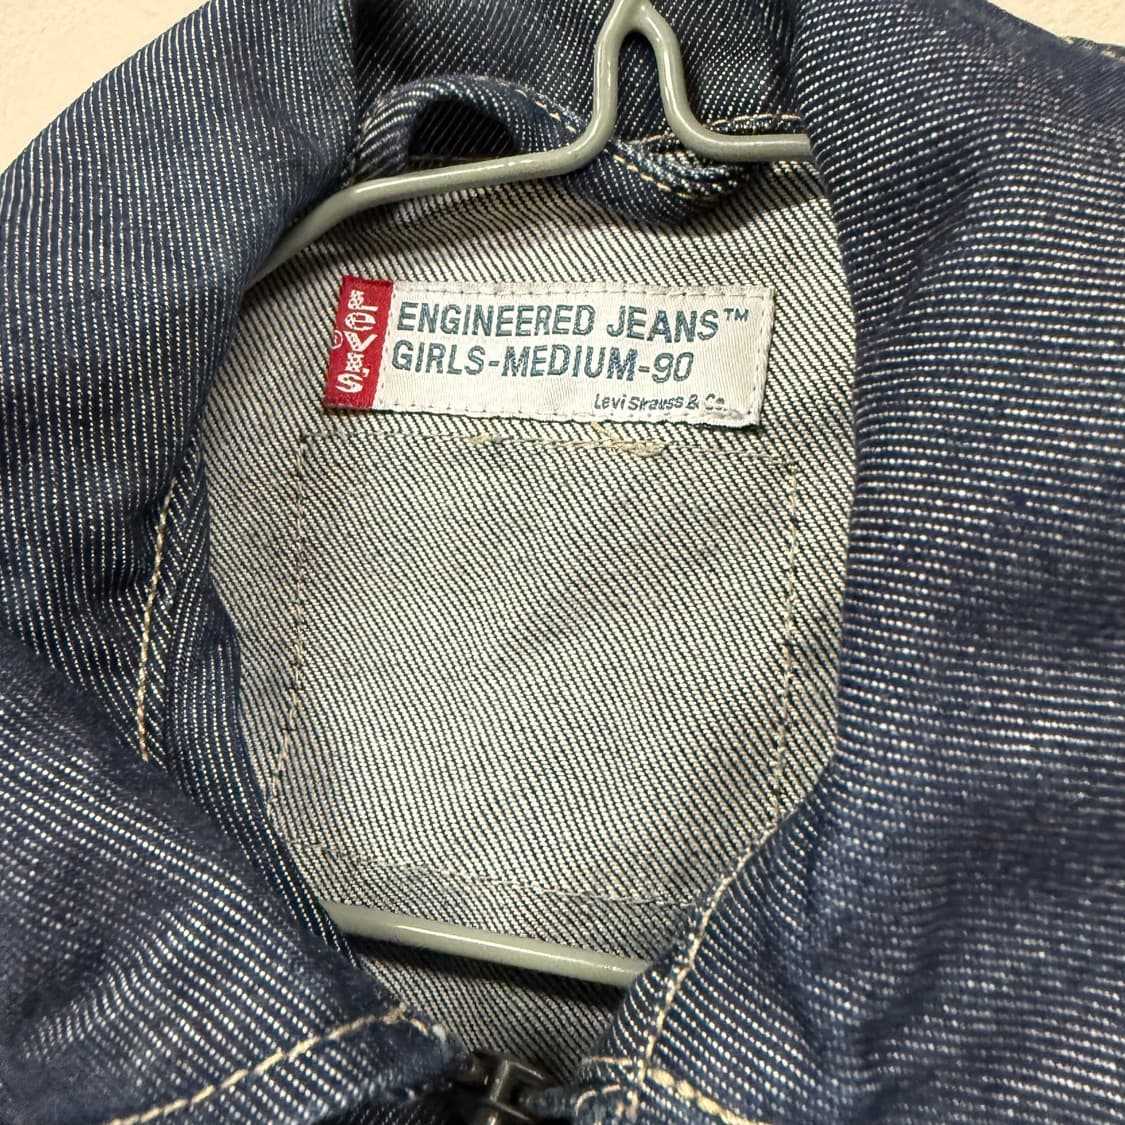 LEVI'S
®
ENGINEERED JEANS™
GIRLS-MEDIUM-90
Levi Strauss & Co.